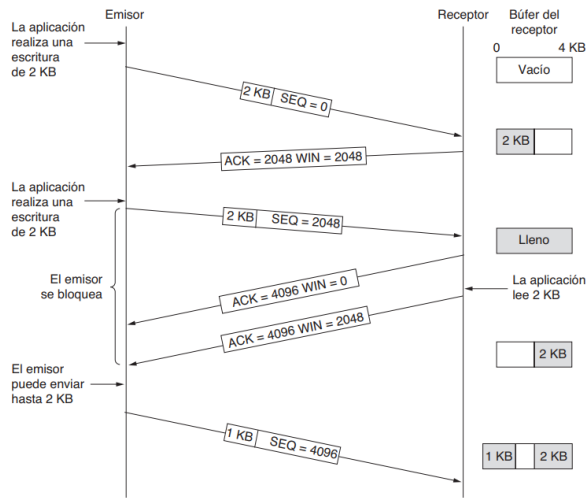 Emisor
Receptor
Búfer del
receptor
La aplicación
realiza una
escritura
de 2 KB
0
4 KB
Vacío
2 KB
SEQ = 0
2 KB
ACK = 2048 WIN = 2048
La aplicación
realiza una
escritura
de 2 KB
2 KB
SEQ = 2048
Lleno
El emisor
se bloquea
ACK = 4096 WIN = 0
La aplicación
lee 2 KB
ACK = 4096 WIN = 2048
2 KB
El emisor
puede enviar
hasta 2 KB
1 KB
SEQ = 4096
1 KB
2 KB